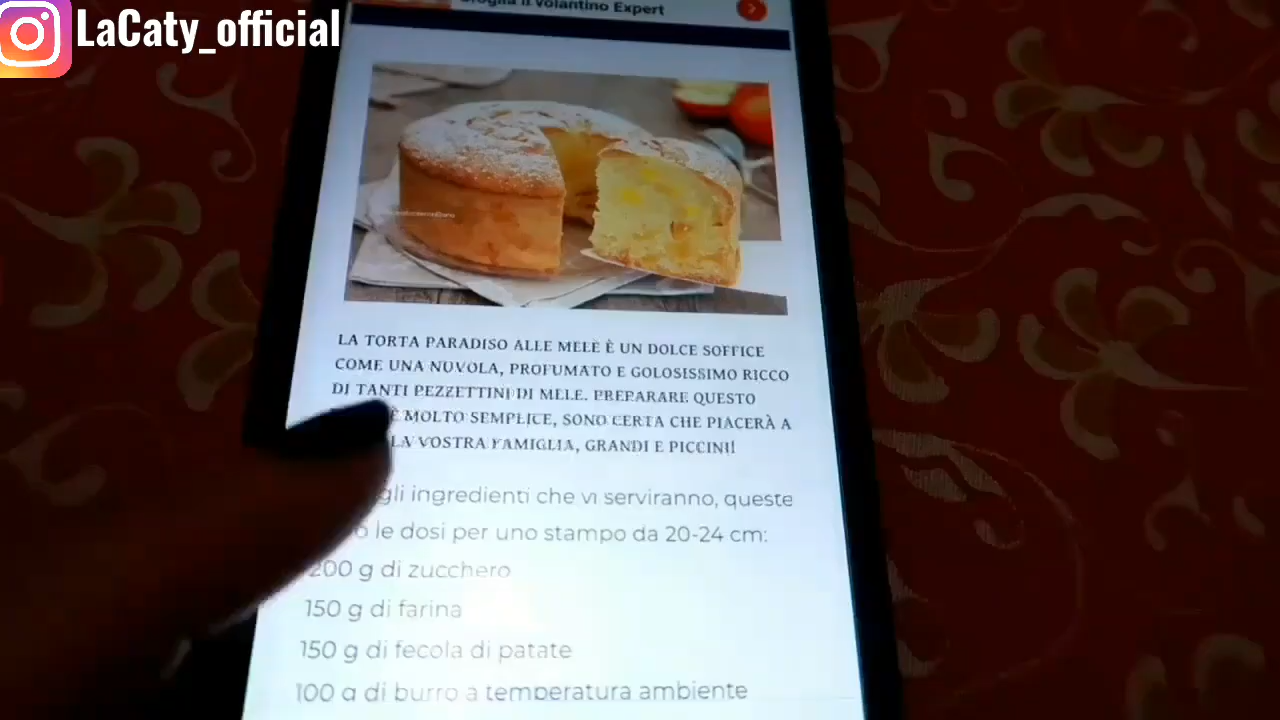 LaCaty_official
Sfoglia il Volantino Expert
LA TORTA PARADISO ALLE MELE È UN DOLCE SOFFICE
COME UNA NUVOLA, PROFUMATO E GOLOSISSIMO RICCO
DI TANTI PEZZETTINI DI MELE. PREPARARE QUESTO
È MOLTO SEMPLICE, SONO CERTA CHE PIACERÀ A
LA VOSTRA FAMIGLIA, GRANDI E PICCINI!
gli ingredienti che vi serviranno, queste
le dosi per uno stampo da 20-24 cm:
200 g di zucchero
150 g di farina
150 g di fecola di patate
100 g di burro a temperatura ambiente